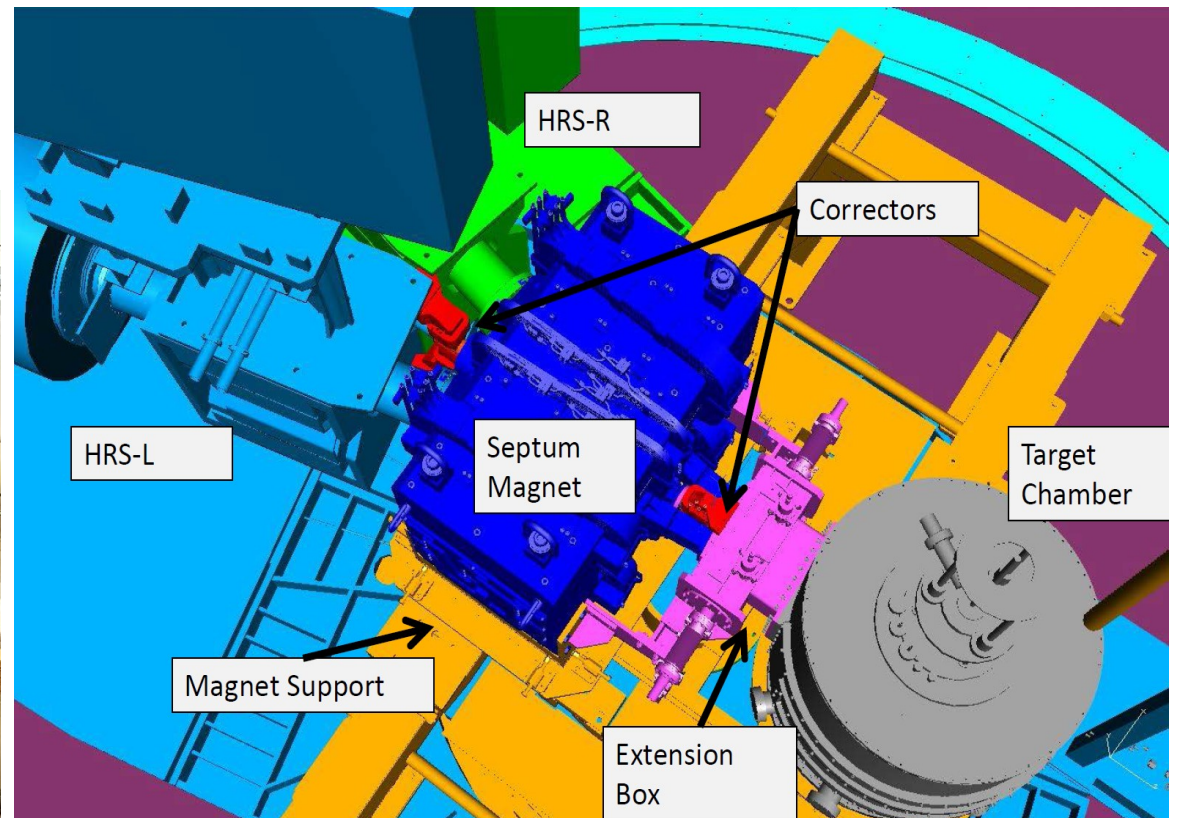 HRS-R
Correctors
HRS-L
Septum
Magnet
Target
Chamber
Magnet Support
Extension
Box